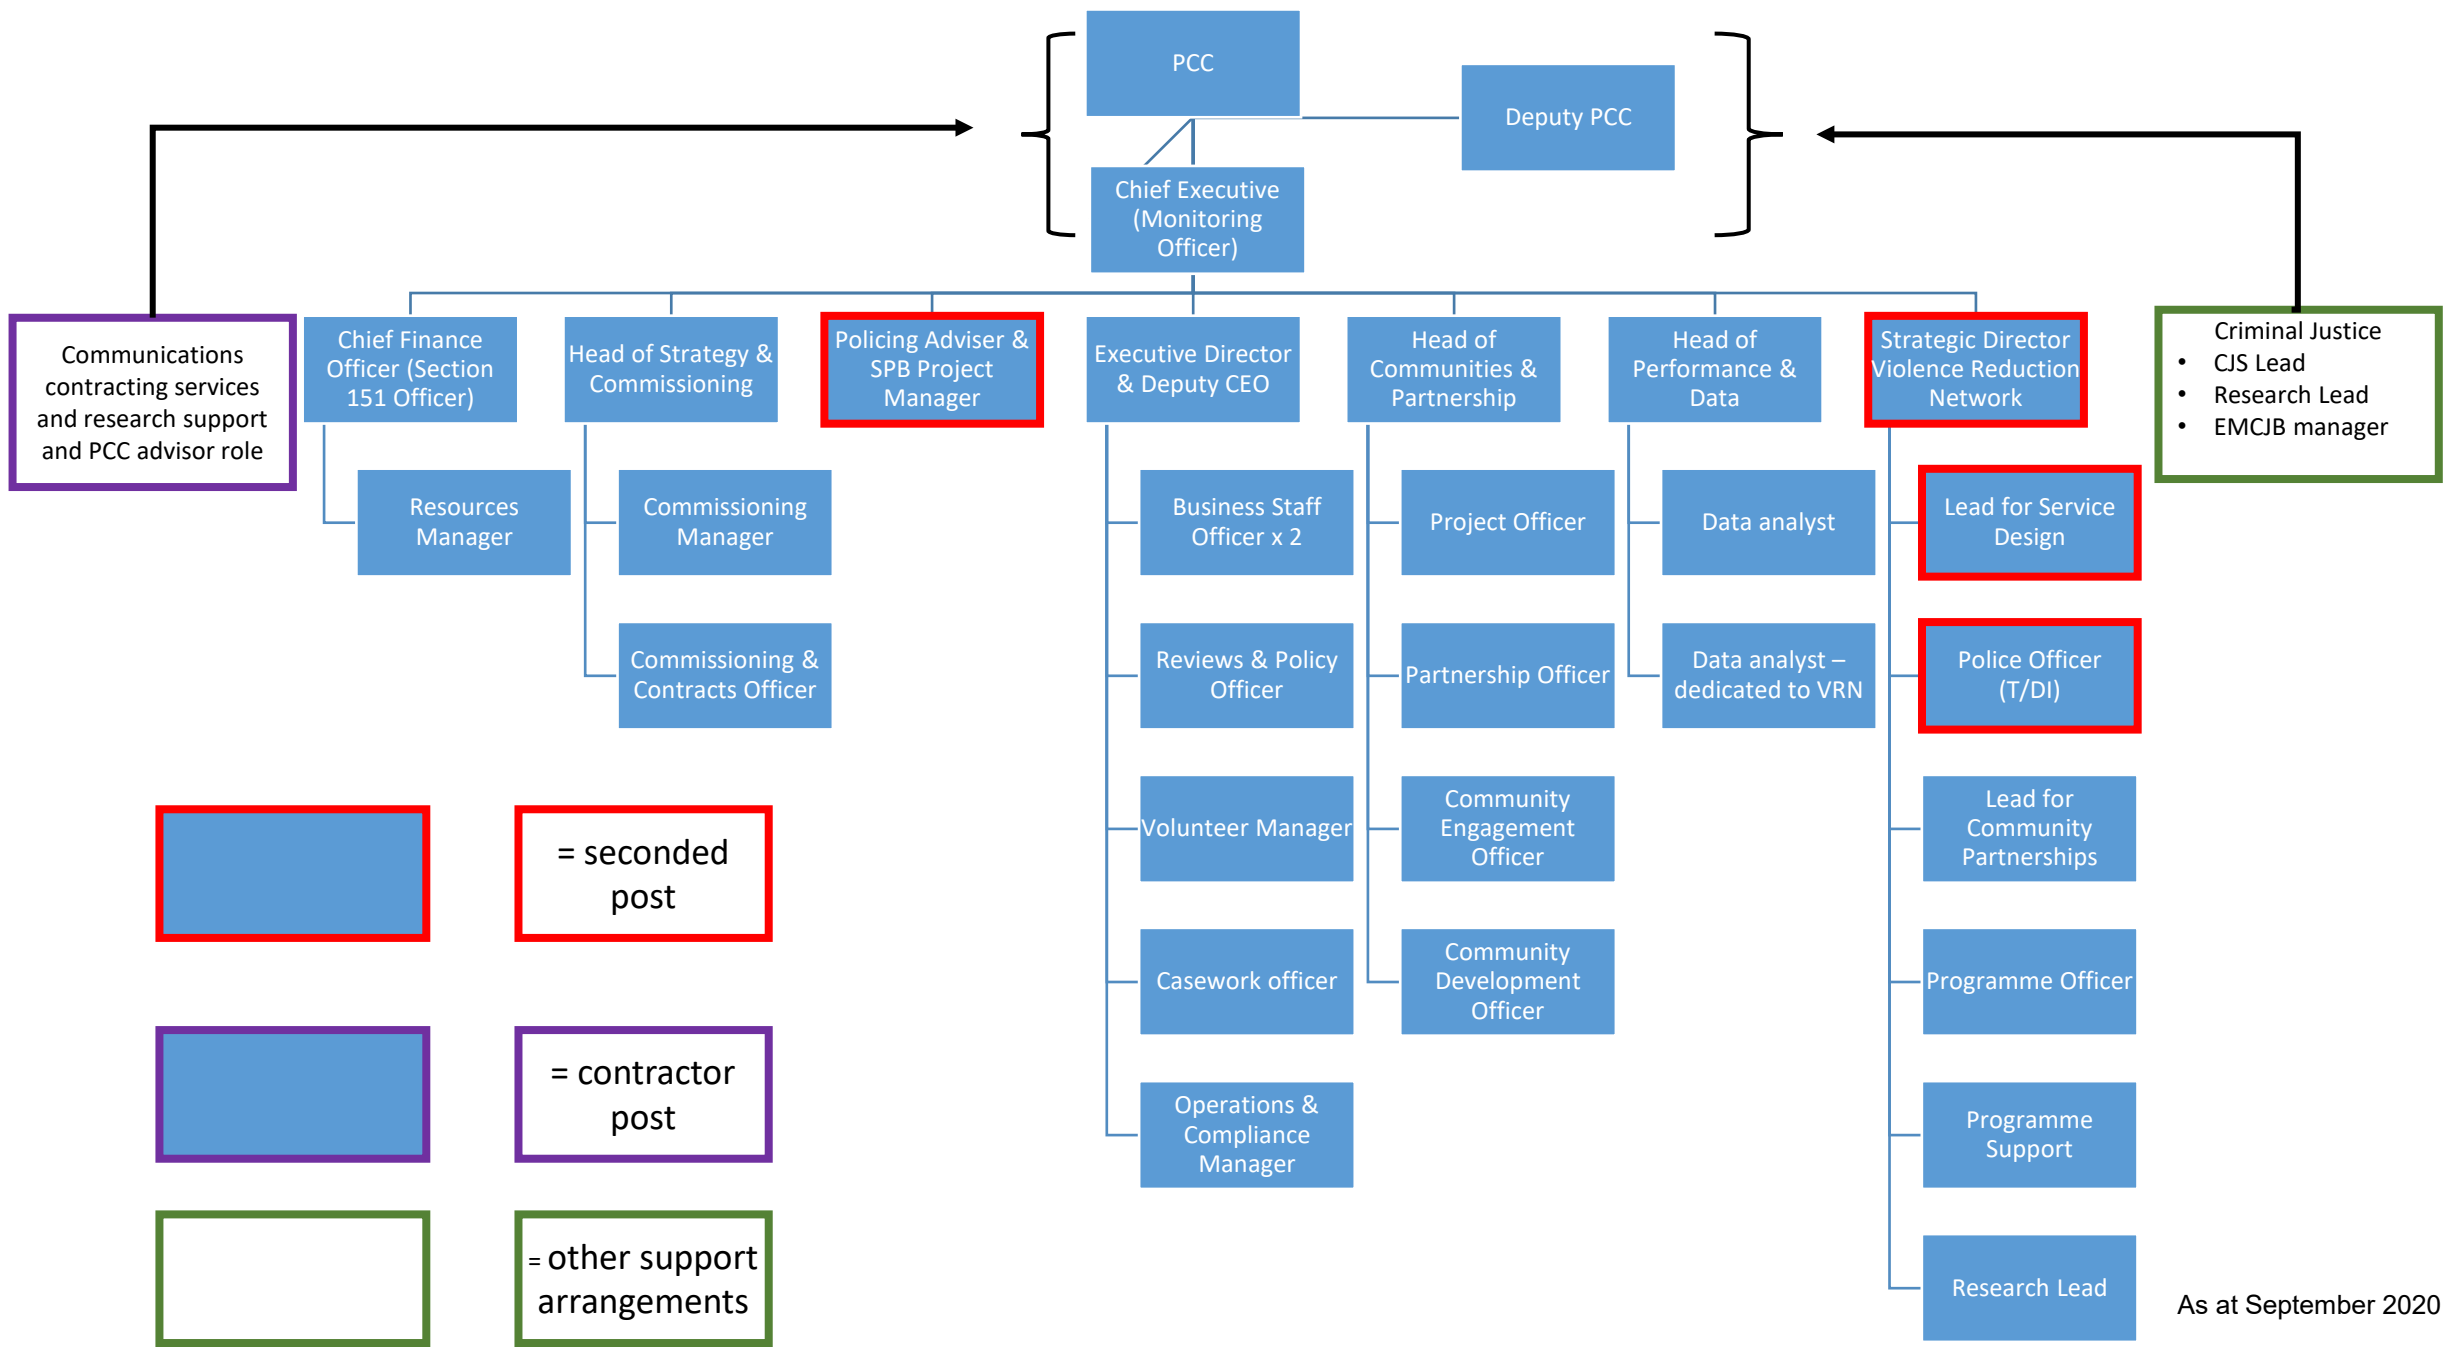 PCC
Deputy PCC
Chief Executive
(Monitoring
Officer)
Communications
contracting services
and research support
and PCC advisor role
Chief Finance
Officer (Section
151 Officer)
Head of Strategy &
Commissioning
Policing Adviser &
SPB Project
Manager
Executive Director
& Deputy CEO
Head of
Communities &
Partnership
Head of
Performance &
Data
Strategic Director
Violence Reduction
Network
Criminal Justice
• CJS Lead
• Research Lead
• EMCJB manager
Resources
Manager
Commissioning
Manager
Business Staff
Officer x 2
Project Officer
Data analyst
Lead for Service
Design
Commissioning &
Contracts Officer
Reviews & Policy
Officer
Partnership Officer
Data analyst –
dedicated to VRN
Police Officer
(T/DI)
Volunteer Manager
Community
Engagement
Officer
Lead for
Community
Partnerships
= seconded
post
Casework officer
Community
Development
Officer
Programme Officer
= contractor
post
Operations &
Compliance
Manager
Programme
Support
= other support
arrangements
Research Lead
As at September 2020